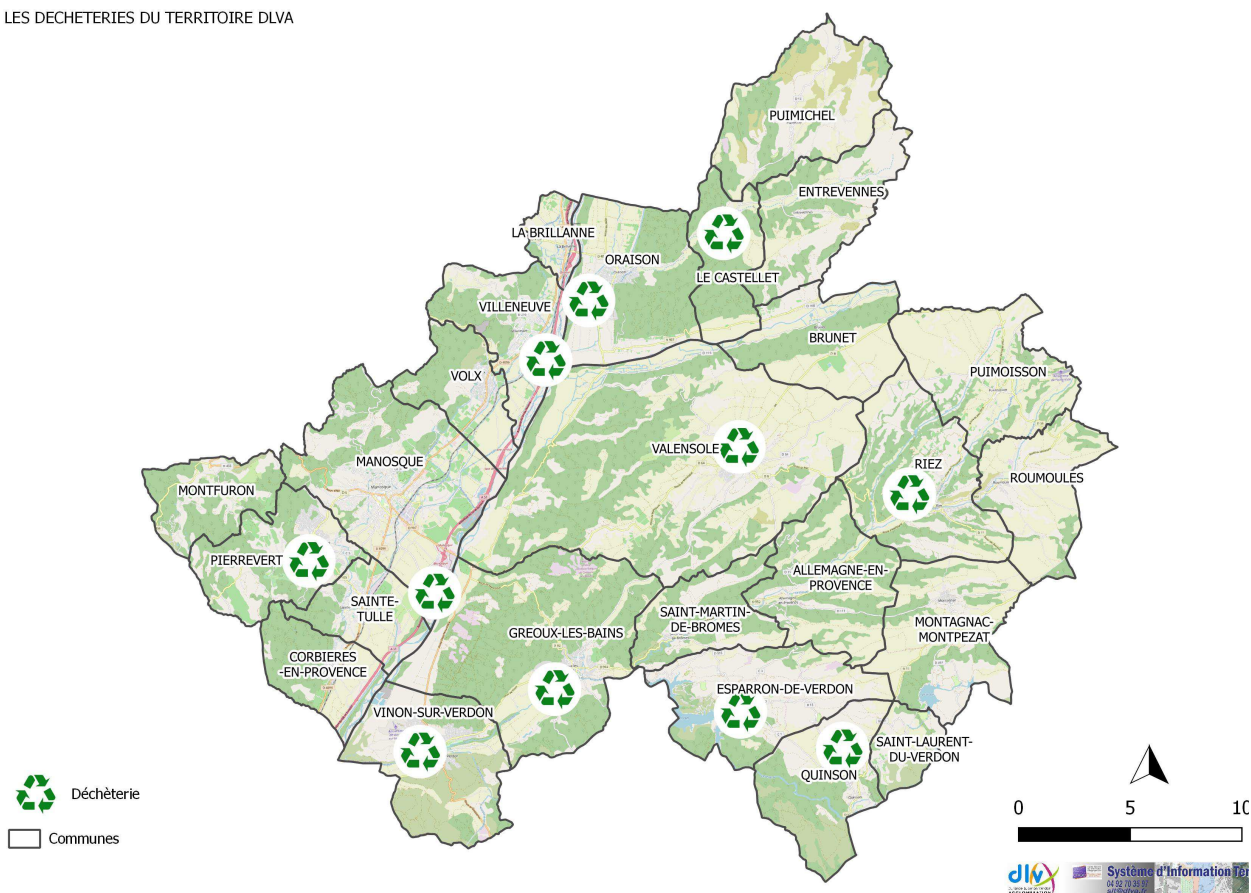 LES DECHETERIES DU TERRITOIRE DLVA
PUIMICHEL
ENTREVENNES
LA BRILLANNE
ORAISON
LE CASTELLET
VILLENEUVE
BRUNET
VOLX
PUIMOISSON
VALENSOLE
MANOSQUE
RIEZ
ROUMOULES
MONTFURON
PIERREVERT
ALLEMAGNE-EN-
PROVENCE
SAINTE-
TULLE
SAINT-MARTIN-
DE-BROMES
MONTAGNAC-
MONTPEZAT
GREOUX-LES-BAINS
CORBIERES
-EN-PROVENCE
ESPARRON-DE-VERDON
VINON-SUR-VERDON
SAINT-LAURENT-
DU-VERDON
QUINSON
Déchèterie
Communes
0 5 10
dlva
Système d'Information Ter